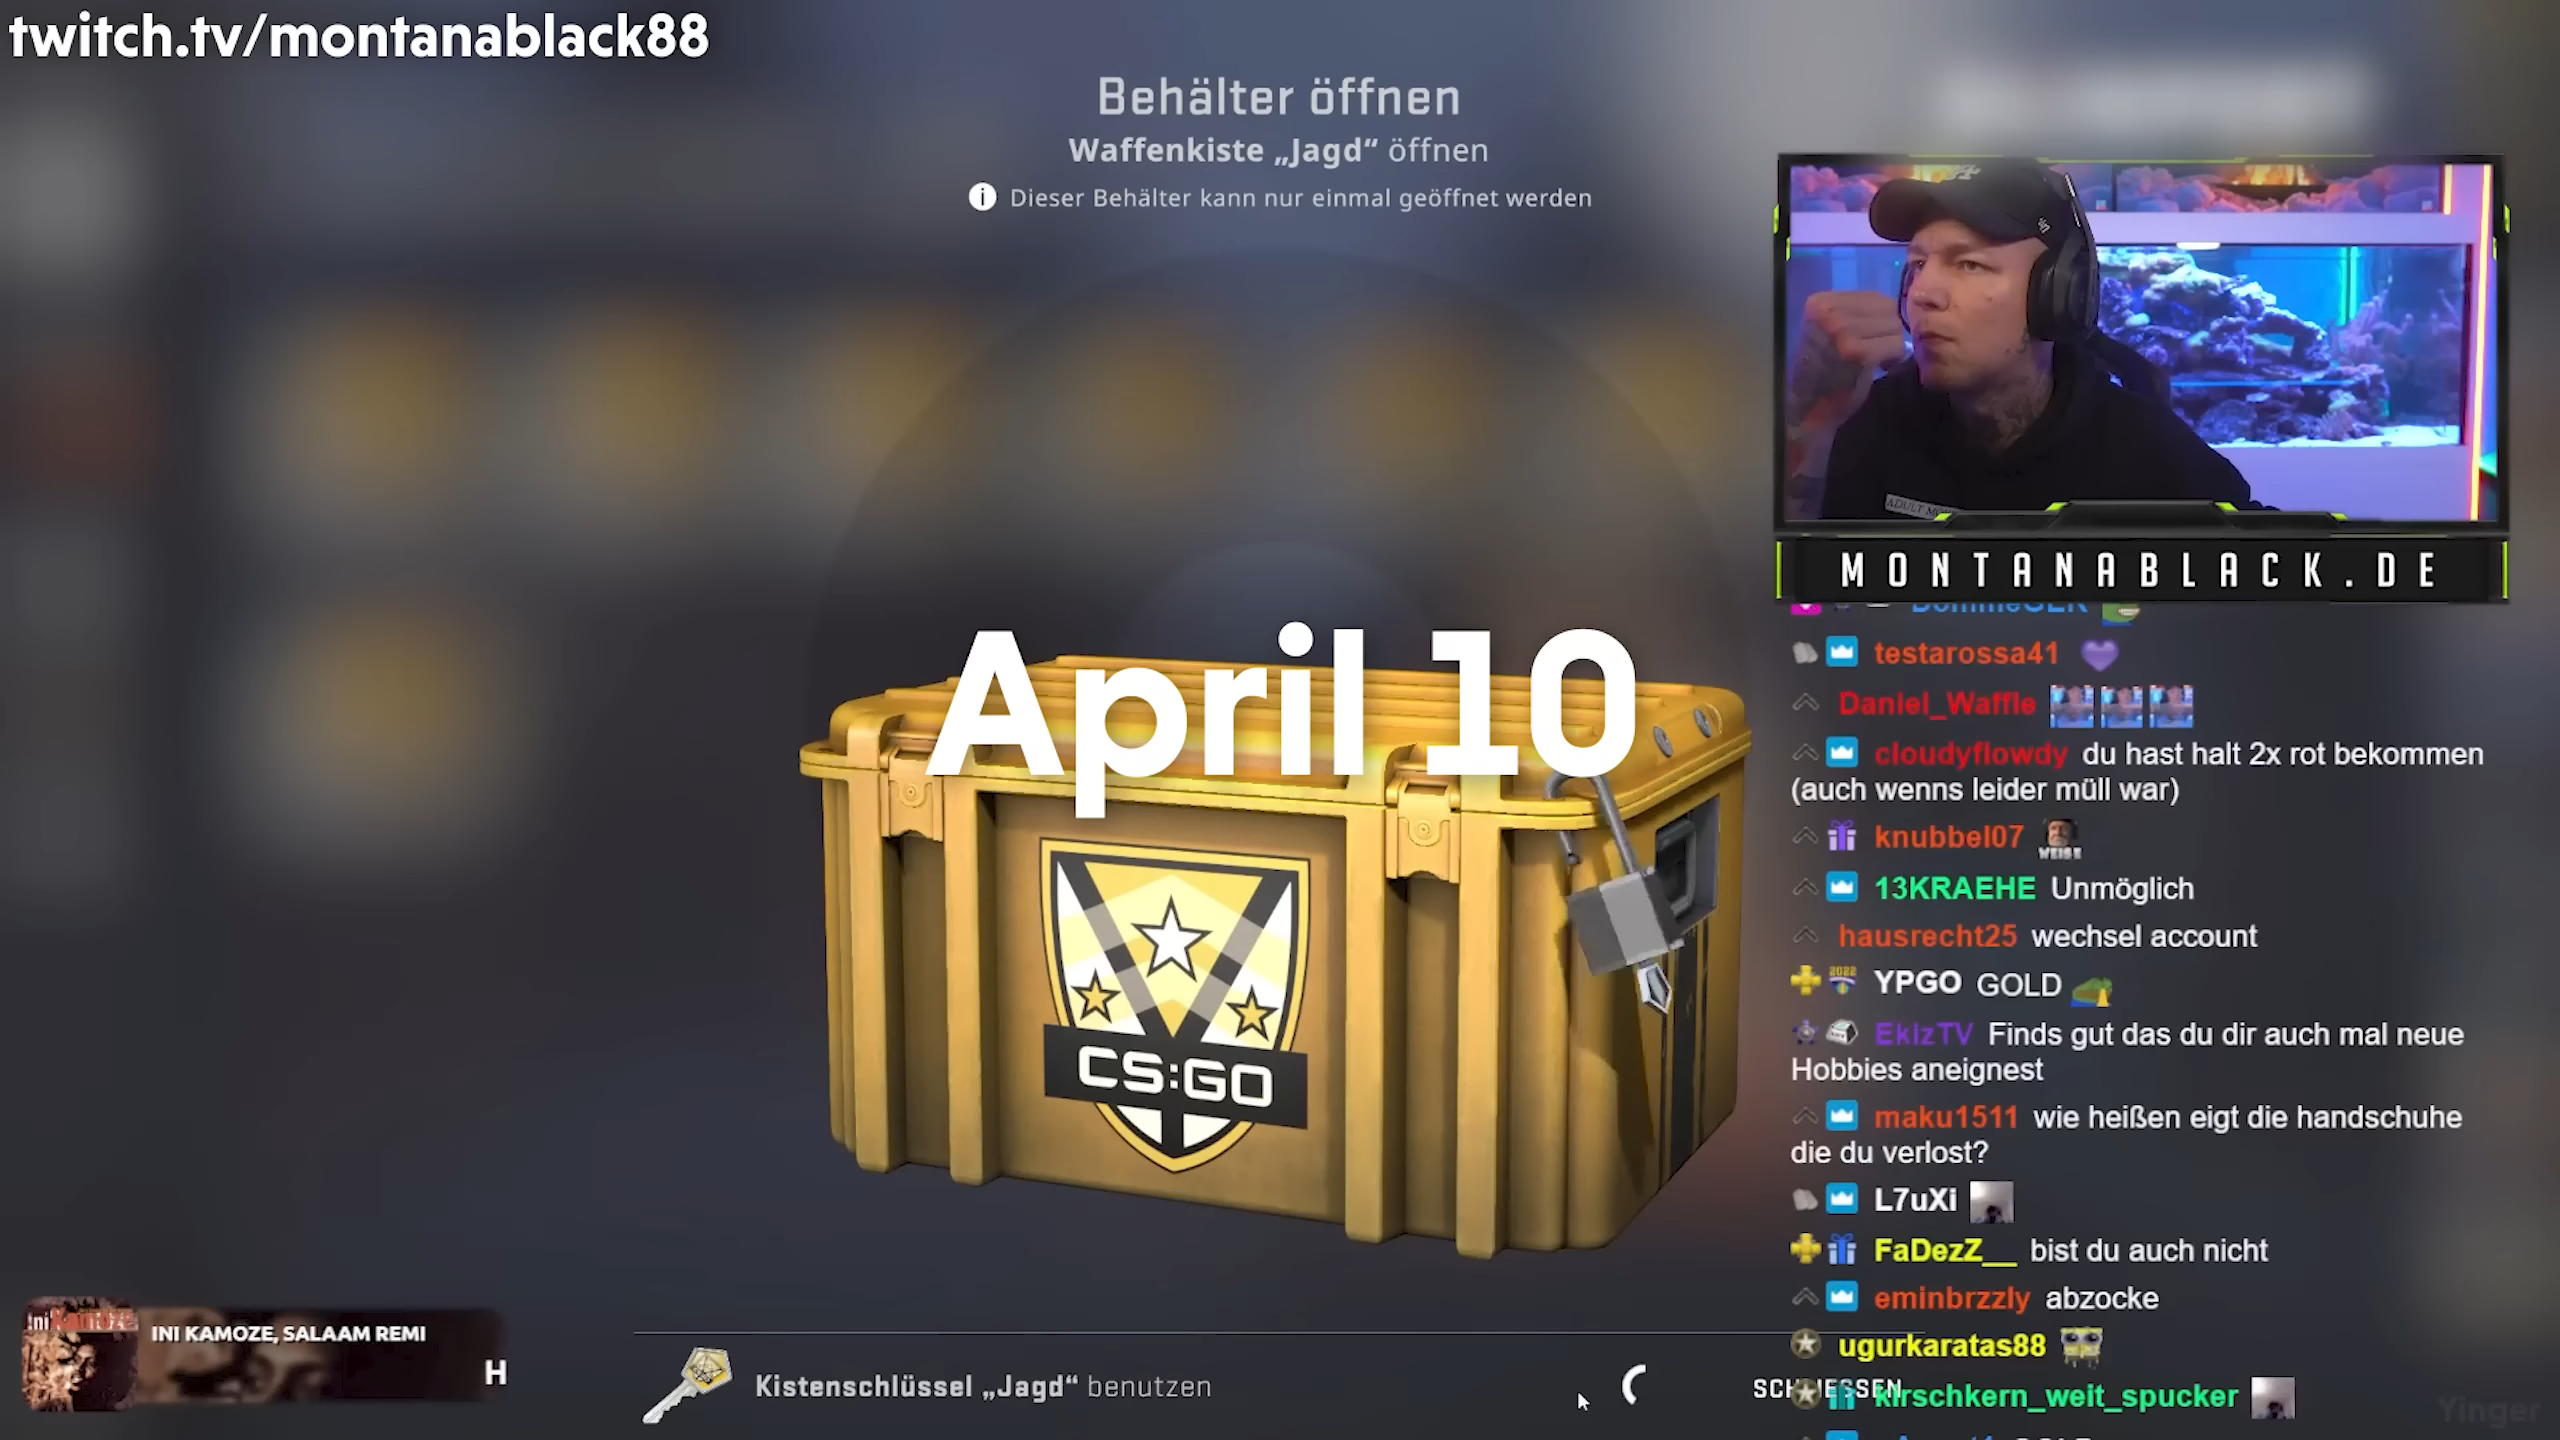 twitch.tv/montanablack88
Behälter öffnen
Waffenkiste „Jagd“ öffnen
Dieser Behälter kann nur einmal geöffnet werden
MONTANABLACK.DE
testarossa41
Daniel_Waffle
cloudyflowdy du hast halt 2x rot bekommen
(auch wenns leider müll war)
knubbel07
13KRAEHE Unmöglich
hausrecht25 wechsel account
YPGO GOLD
EkizTV Finds gut das du dir auch mal neue
Hobbies aneignest
maku1511 wie heißen eigt die handschuhe
die du verlost?
L7uXi
FaDezZ__ bist du auch nicht
eminbrzzly abzocke
ugurkaratas88
kirschkern_weit_spucker
April 10
CS:GO
INI KAMOZE, SALAAM REMI
H
Kistenschlüssel „Jagd“ benutzen
SCHLIESSEN
Yinger